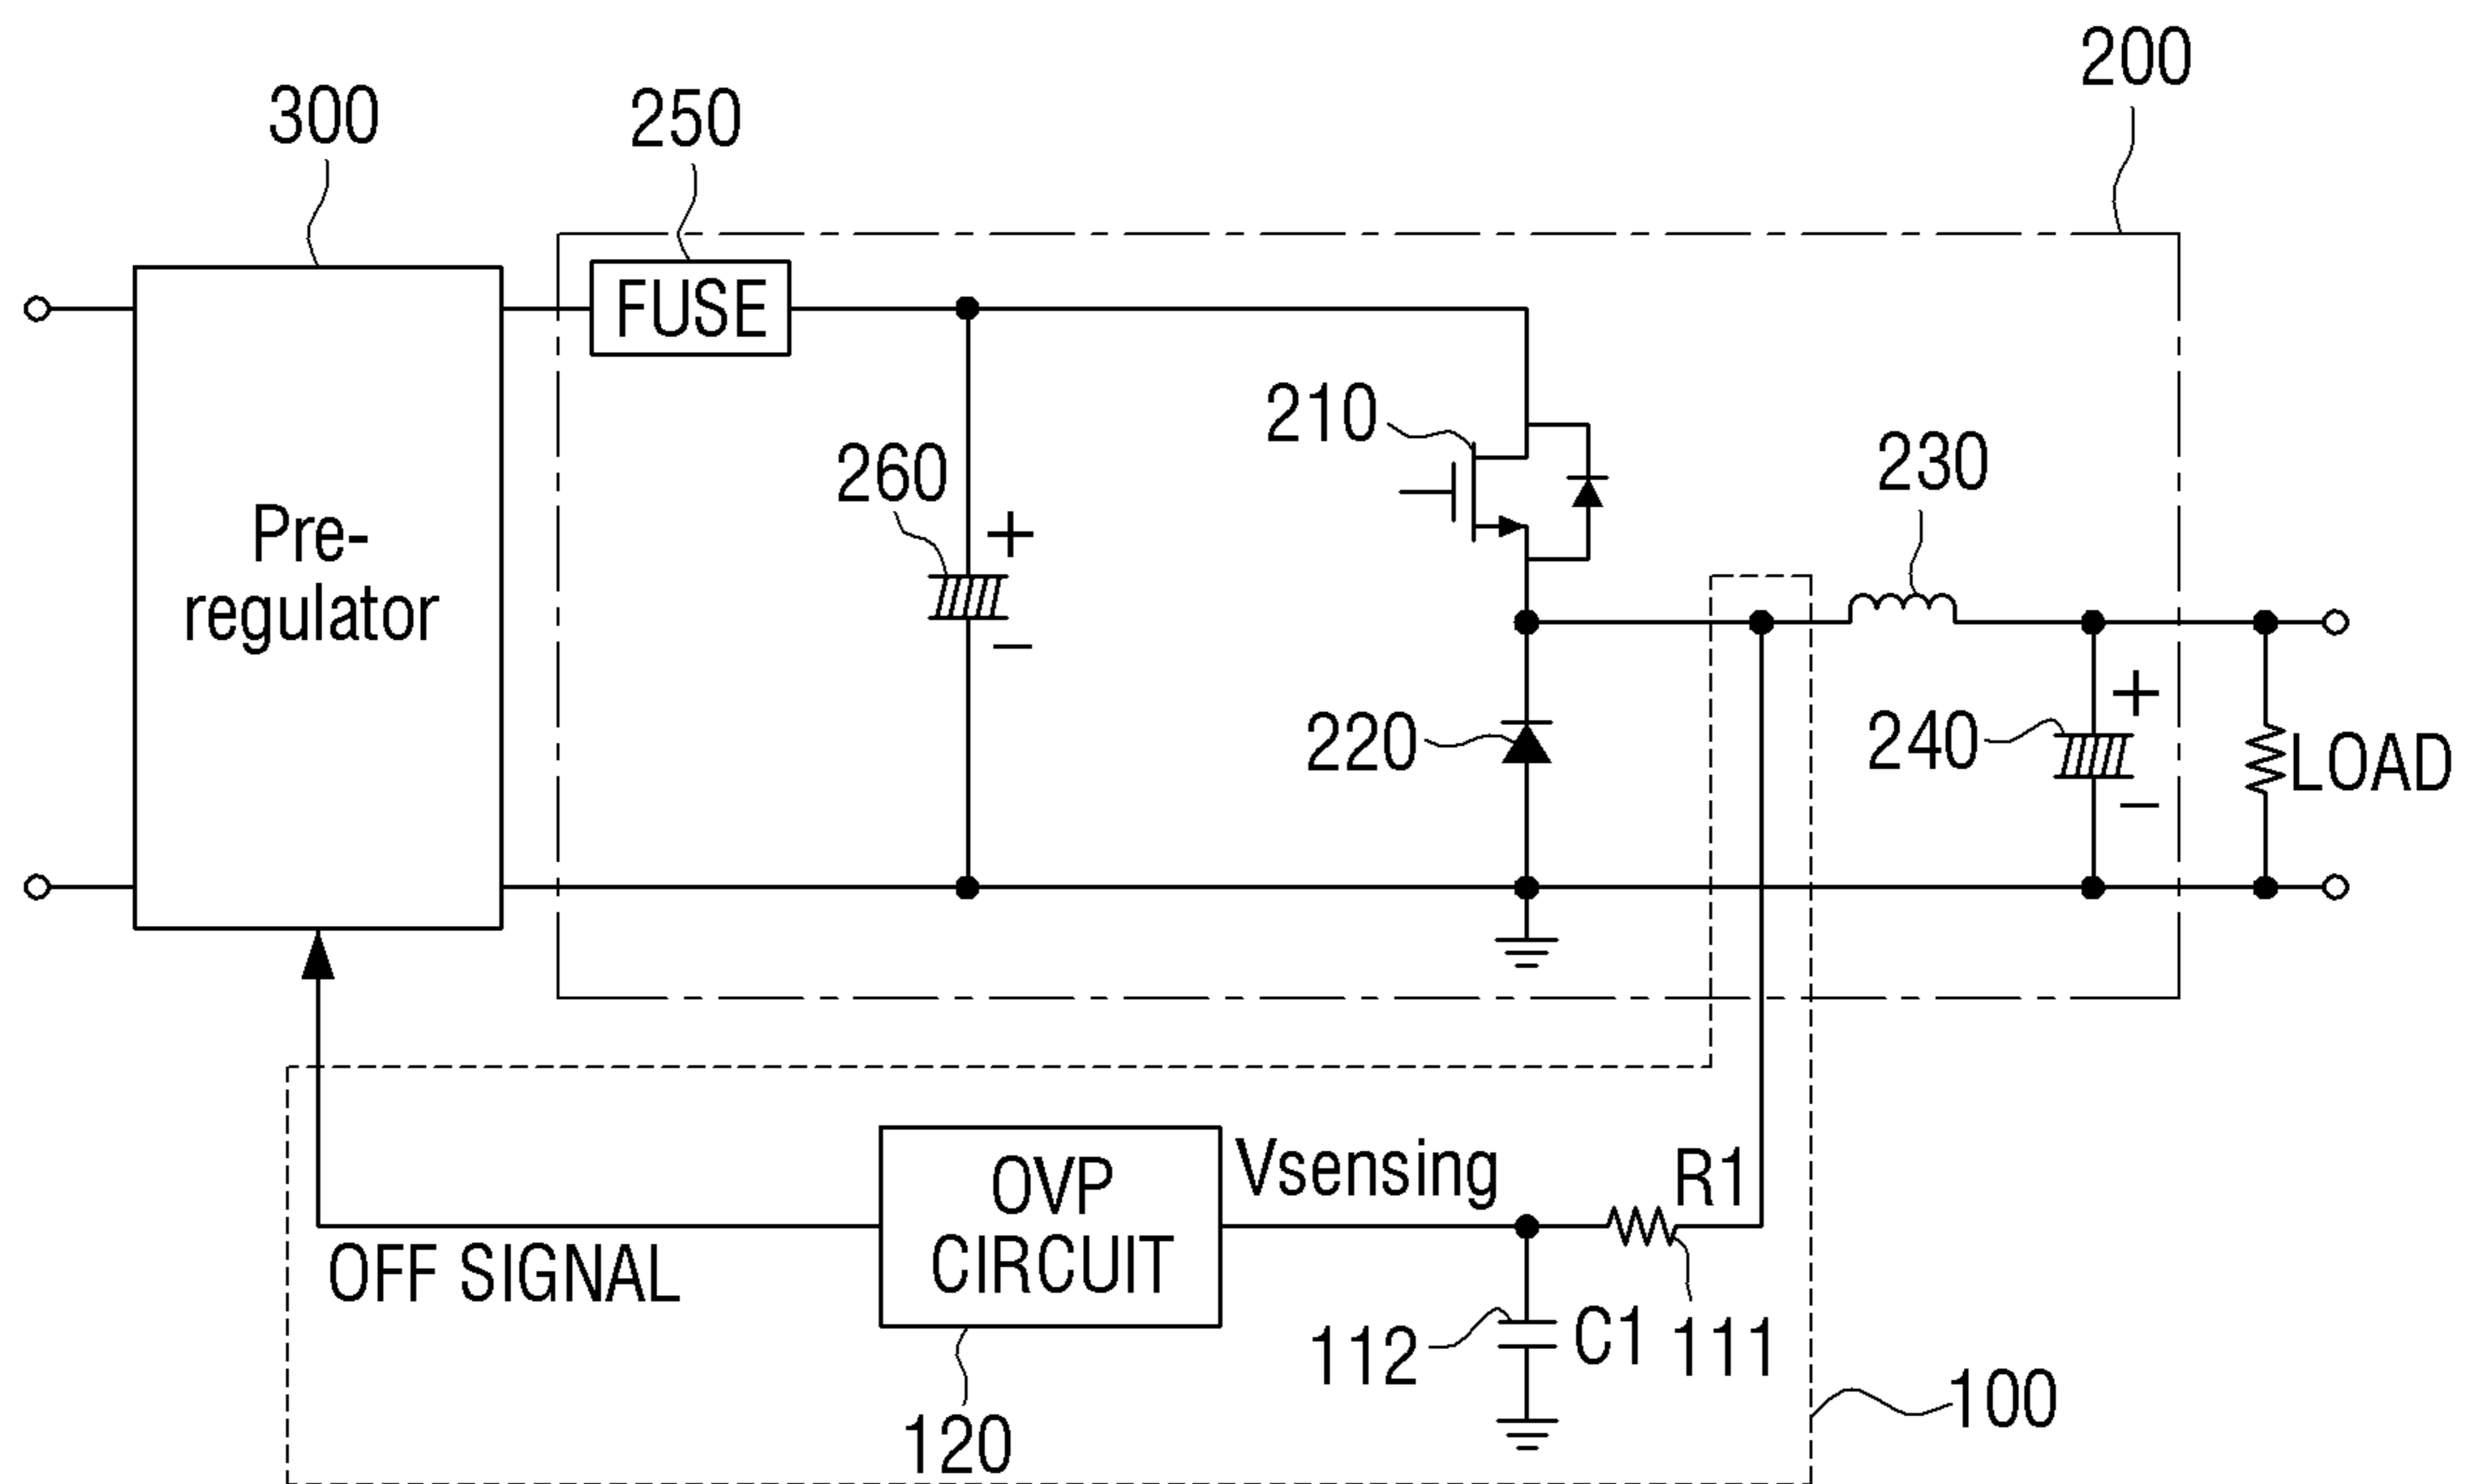 200
300
250
FUSE
210
230
260
+
−
Pre-
regulator
220
240
+
−
LOAD
OVP
CIRCUIT
Vsensing
R1
OFF SIGNAL
112
C1
111
100
120